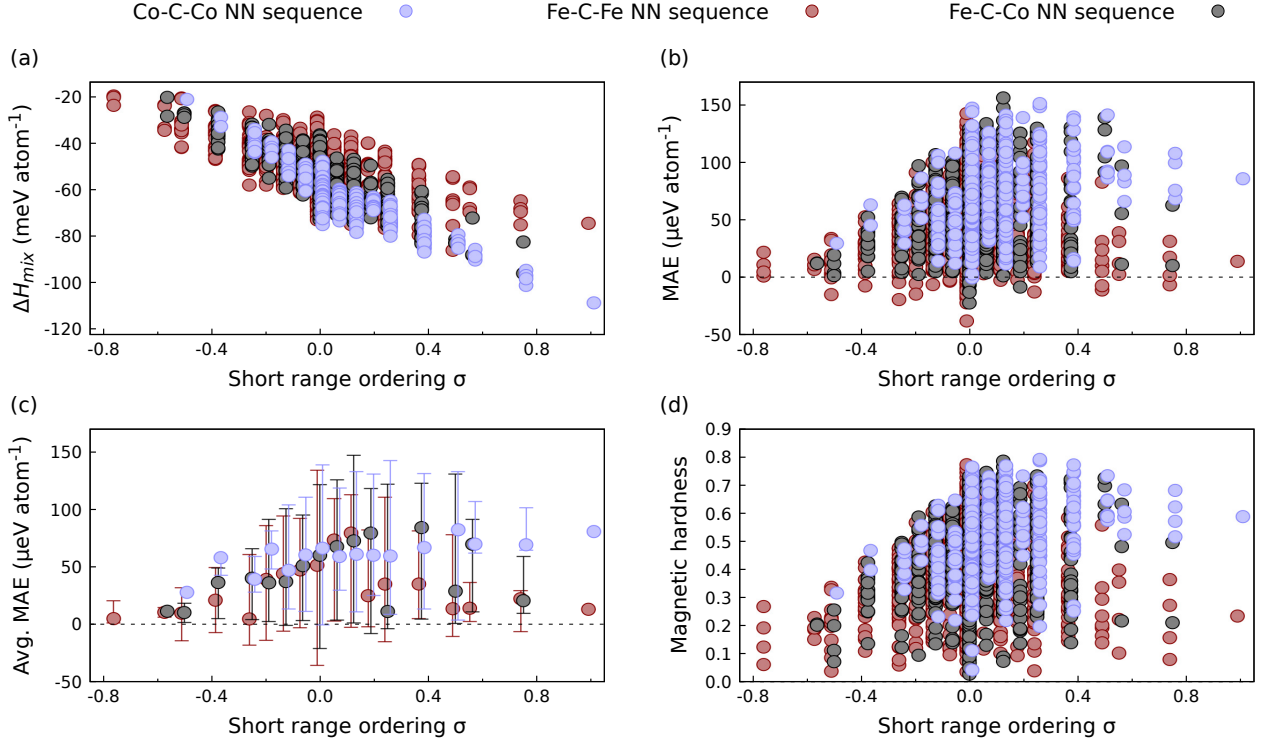 Co-C-Co NN sequence Fe-C-Fe NN sequence Fe-C-Co NN sequence
(a)
-20
-40
-60
-80
-100
-120
-0.8 -0.4 0.0 0.4 0.8
ΔHmix (meV atom-1)
Short range ordering σ
(b)
150
100
50
0
-50
-0.8 -0.4 0.0 0.4 0.8
MAE (μeV atom-1)
Short range ordering σ
(c)
150
100
50
0
-50
-0.8 -0.4 0.0 0.4 0.8
Avg. MAE (μeV atom-1)
Short range ordering σ
(d)
0.9
0.8
0.7
0.6
0.5
0.4
0.3
0.2
0.1
0.0
-0.8 -0.4 0.0 0.4 0.8
Magnetic hardness
Short range ordering σ